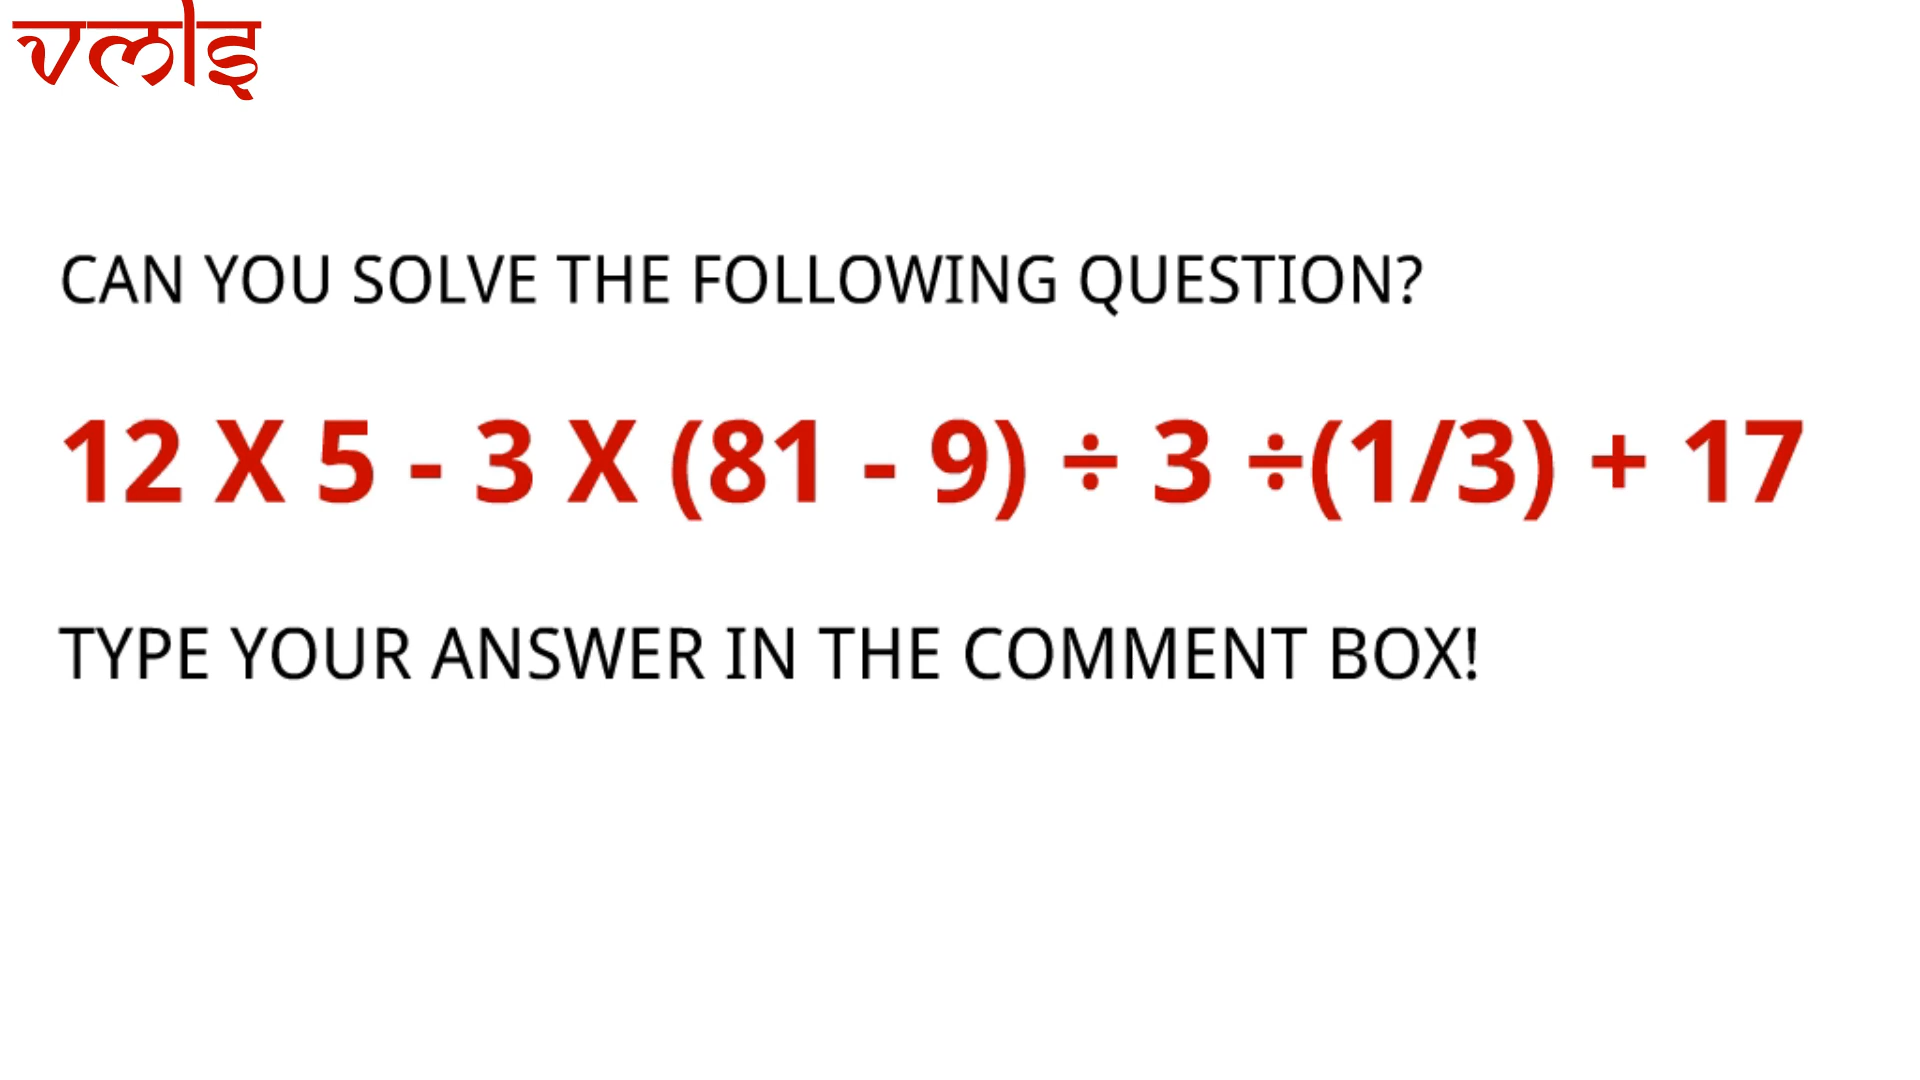 vmls
CAN YOU SOLVE THE FOLLOWING QUESTION?
12 X 5 - 3 X (81 - 9) ÷ 3 ÷(1/3) + 17
TYPE YOUR ANSWER IN THE COMMENT BOX!